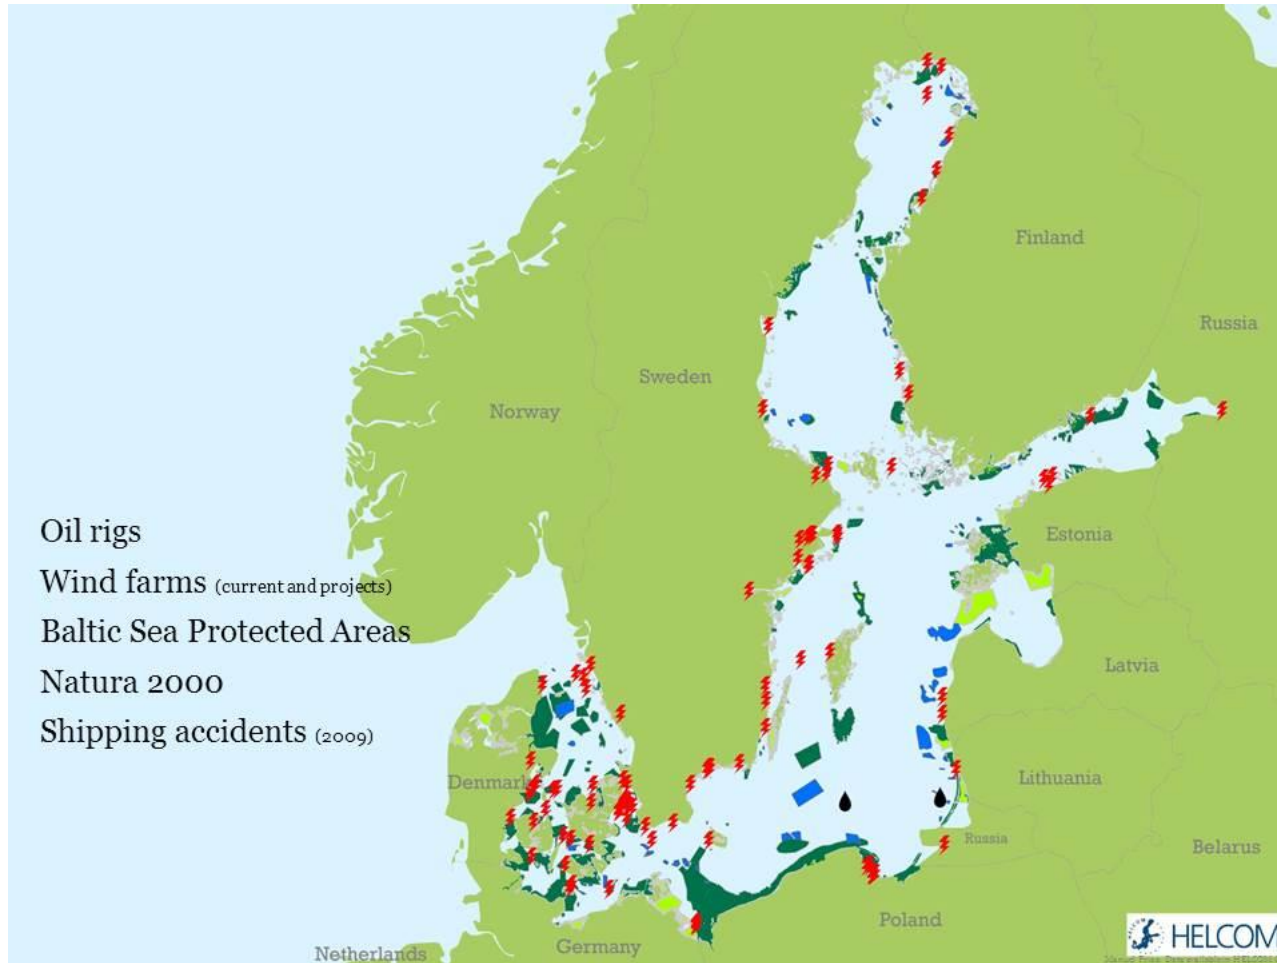 Finland
Russia
Sweden
Norway
Oil rigs
Estonia
Wind farms (current and projects)
Baltic Sea Protected Areas
Latvia
Natura 2000
Shipping accidents (2009)
Denmark
Lithuania
Russia
Belarus
Poland
Germany
Netherlands
HELCOM